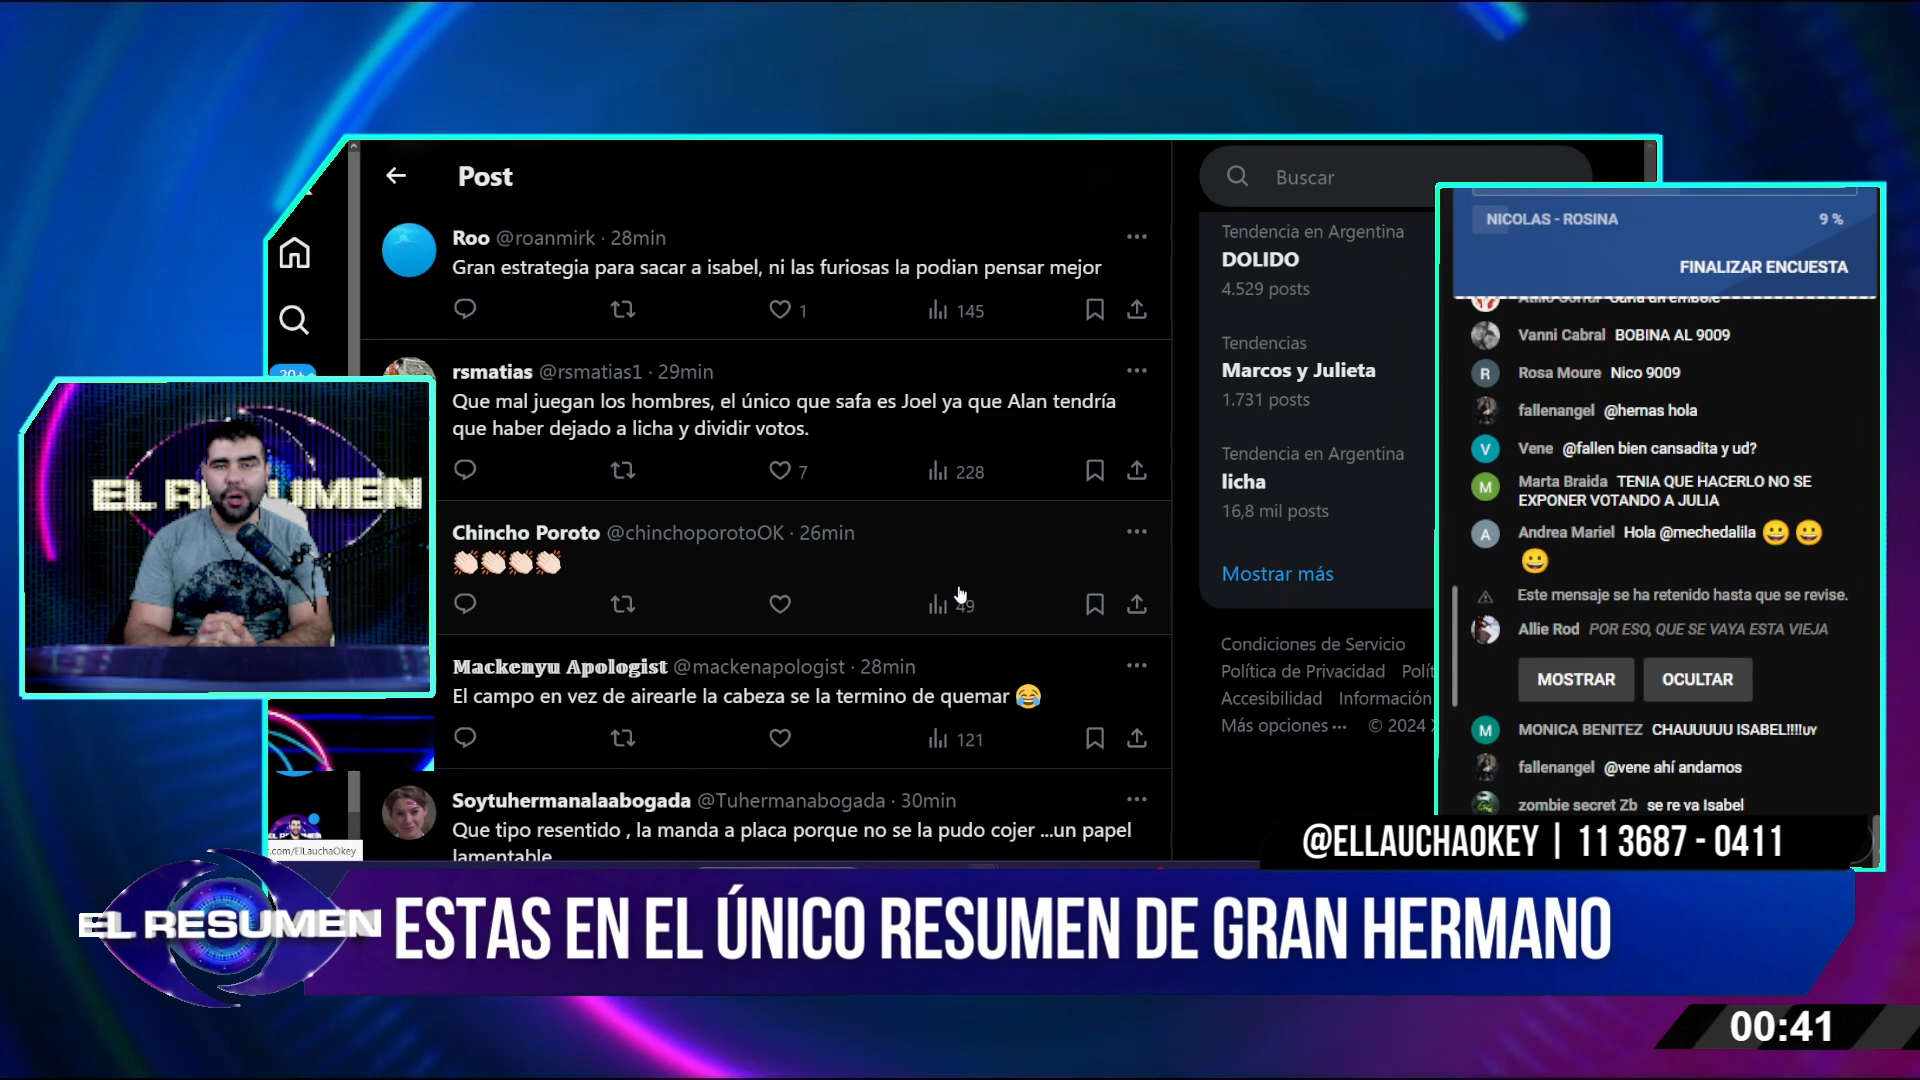 Post
Roo @roanmirk · 28min
Gran estrategia para sacar a isabel, ni las furiosas la podian pensar mejor
1
145
rsmatias @rsmatias1 · 29min
Que mal juegan los hombres, el único que safa es Joel ya que Alan tendría
que haber dejado a licha y dividir votos.
7
228
Chincho Poroto @chinchoporotoOK · 26min
👏🏻👏🏻👏🏻👏🏻
49
𝕸𝖆𝖈𝖐𝖊𝖓𝖞𝖚 𝕬𝖕𝖔𝖑𝖔𝖌𝖎𝖘𝖙 @mackenapologist · 28min
El campo en vez de airearle la cabeza se la termino de quemar 😂
121
Soytuhermanalaabogada @Tuhermanabogada · 30min
Que tipo resentido , la manda a placa porque no se la pudo cojer ...un papel
lamentable
Buscar
Tendencia en Argentina
DOLIDO
4.529 posts
Tendencias
Marcos y Julieta
1.731 posts
Tendencia en Argentina
licha
16,8 mil posts
Mostrar más
Condiciones de Servicio
Política de Privacidad
Accesibilidad Información
Más opciones ··· © 2024
NICOLAS - ROSINA 9 %
FINALIZAR ENCUESTA
Vanni Cabral BOBINA AL 9009
R Rosa Moure Nico 9009
fallenangel @hernas hola
V Vene @fallen bien cansadita y ud?
M Marta Braida TENIA QUE HACERLO NO SE
EXPONER VOTANDO A JULIA
A Andrea Mariel Hola @mechedalila 😀 😀
😀
Este mensaje se ha retenido hasta que se revise.
Allie Rod POR ESO, QUE SE VAYA ESTA VIEJA
MOSTRAR OCULTAR
M MONICA BENITEZ CHAUUUUU ISABEL!!!!uv
fallenangel @vene ahí andamos
zombie secret Zb se re va Isabel
EL RESUMEN
.com/ElLauchaOkey
@ELLAUCHAOKEY | 11 3687 - 0411
EL RESUMEN
ESTAS EN EL ÚNICO RESUMEN DE GRAN HERMANO
00:41